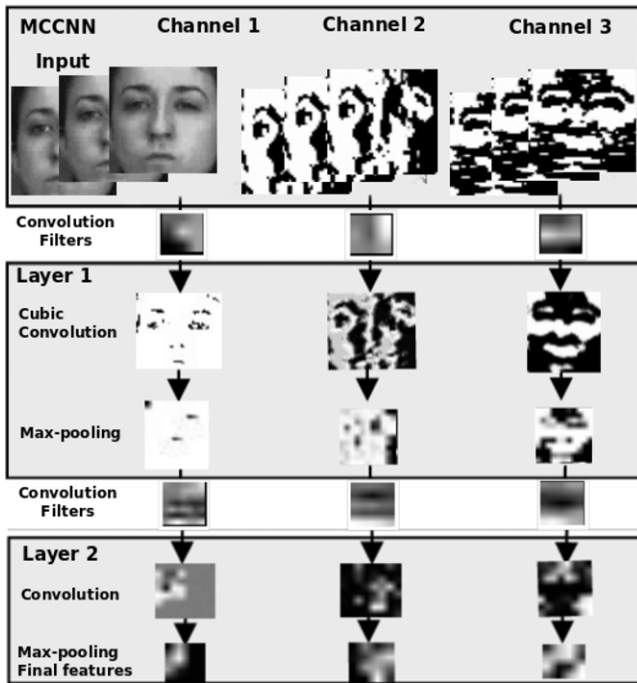 MCCNN
Input
Channel 1
Channel 2
Channel 3
Convolution
Filters
Layer 1
Cubic
Convolution
Max-pooling
Convolution
Filters
Layer 2
Convolution
Max-pooling
Final features